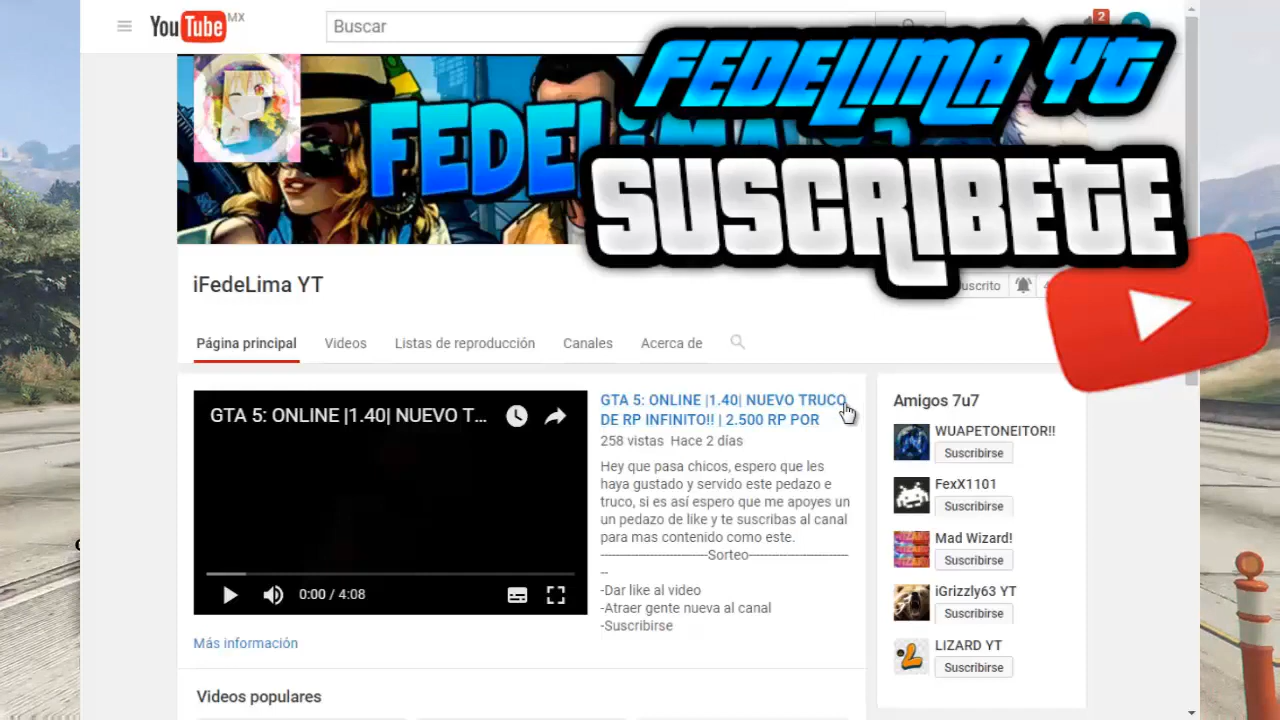 YouTube MX
Buscar
2
FEDELIMA YT
SUSCRIBETE
iFedeLima YT
Página principal
Videos
Listas de reproducción
Canales
Acerca de
GTA 5: ONLINE |1.40| NUEVO T...
0:00 / 4:08
Más información
GTA 5: ONLINE |1.40| NUEVO TRUCO
DE RP INFINITO!! | 2.500 RP POR
258 vistas Hace 2 días
Hey que pasa chicos, espero que les
haya gustado y servido este pedazo e
truco, si es así espero que me apoyes un
un pedazo de like y te suscribas al canal
para mas contenido como este.
----------------------------Sorteo--------------------------
--
-Dar like al video
-Atraer gente nueva al canal
-Suscribirse
Amigos 7u7
WUAPETONEITOR!!
Suscribirse
FexX1101
Suscribirse
Mad Wizard!
Suscribirse
iGrizzly63 YT
Suscribirse
LIZARD YT
Suscribirse
Videos populares